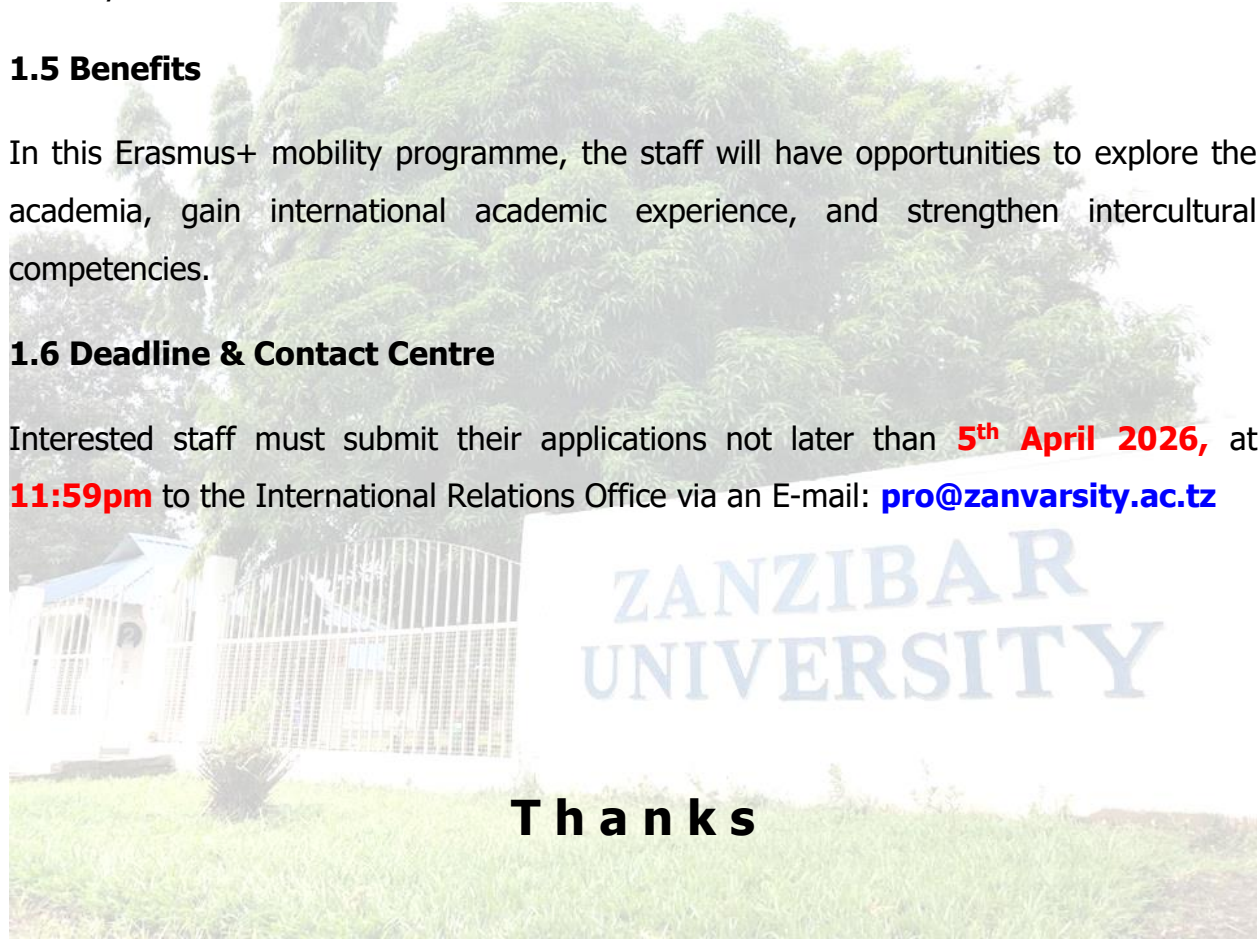 1.5 Benefits
In this Erasmus+ mobility programme, the staff will have opportunities to explore the
academia, gain international academic experience, and strengthen intercultural
competencies.
1.6 Deadline & Contact Centre
Interested staff must submit their applications not later than 5th April 2026, at
11:59pm to the International Relations Office via an E-mail: pro@zanvarsity.ac.tz
ZANZIBAR
UNIVERSITY
Thanks